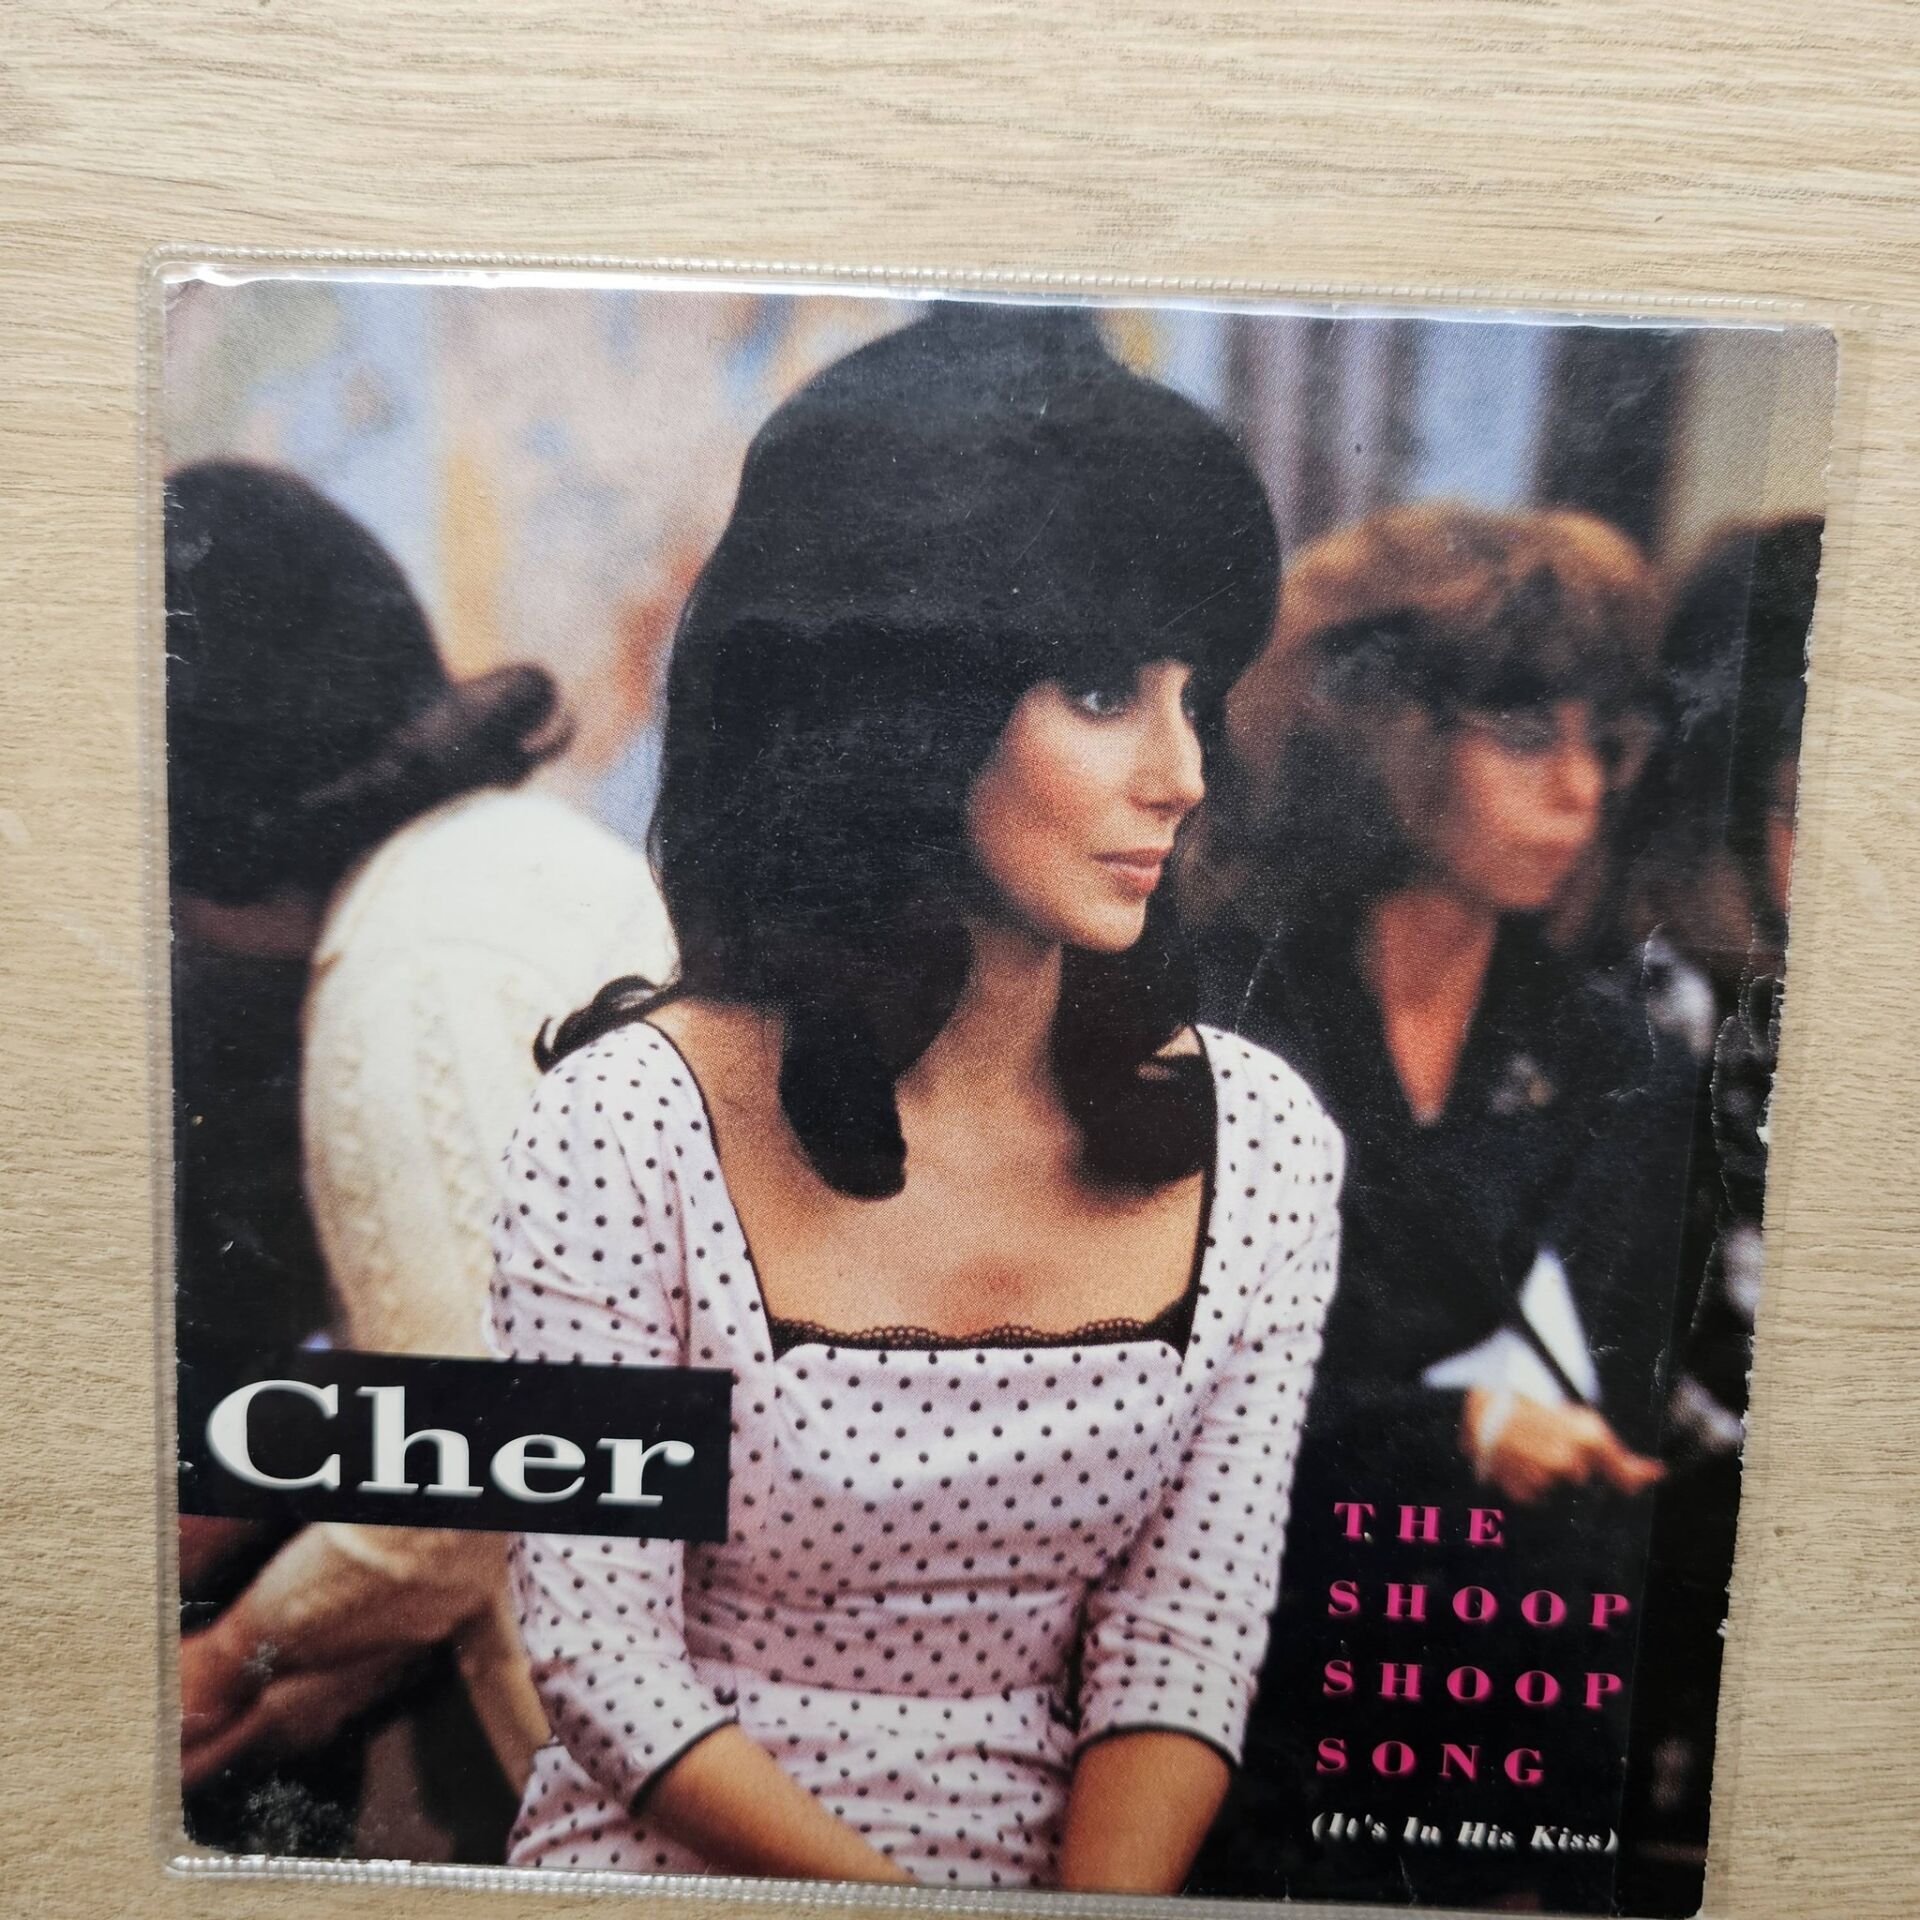 Cher
THE
SHOOP
SHOOP
SONG
(It's In His Kiss)